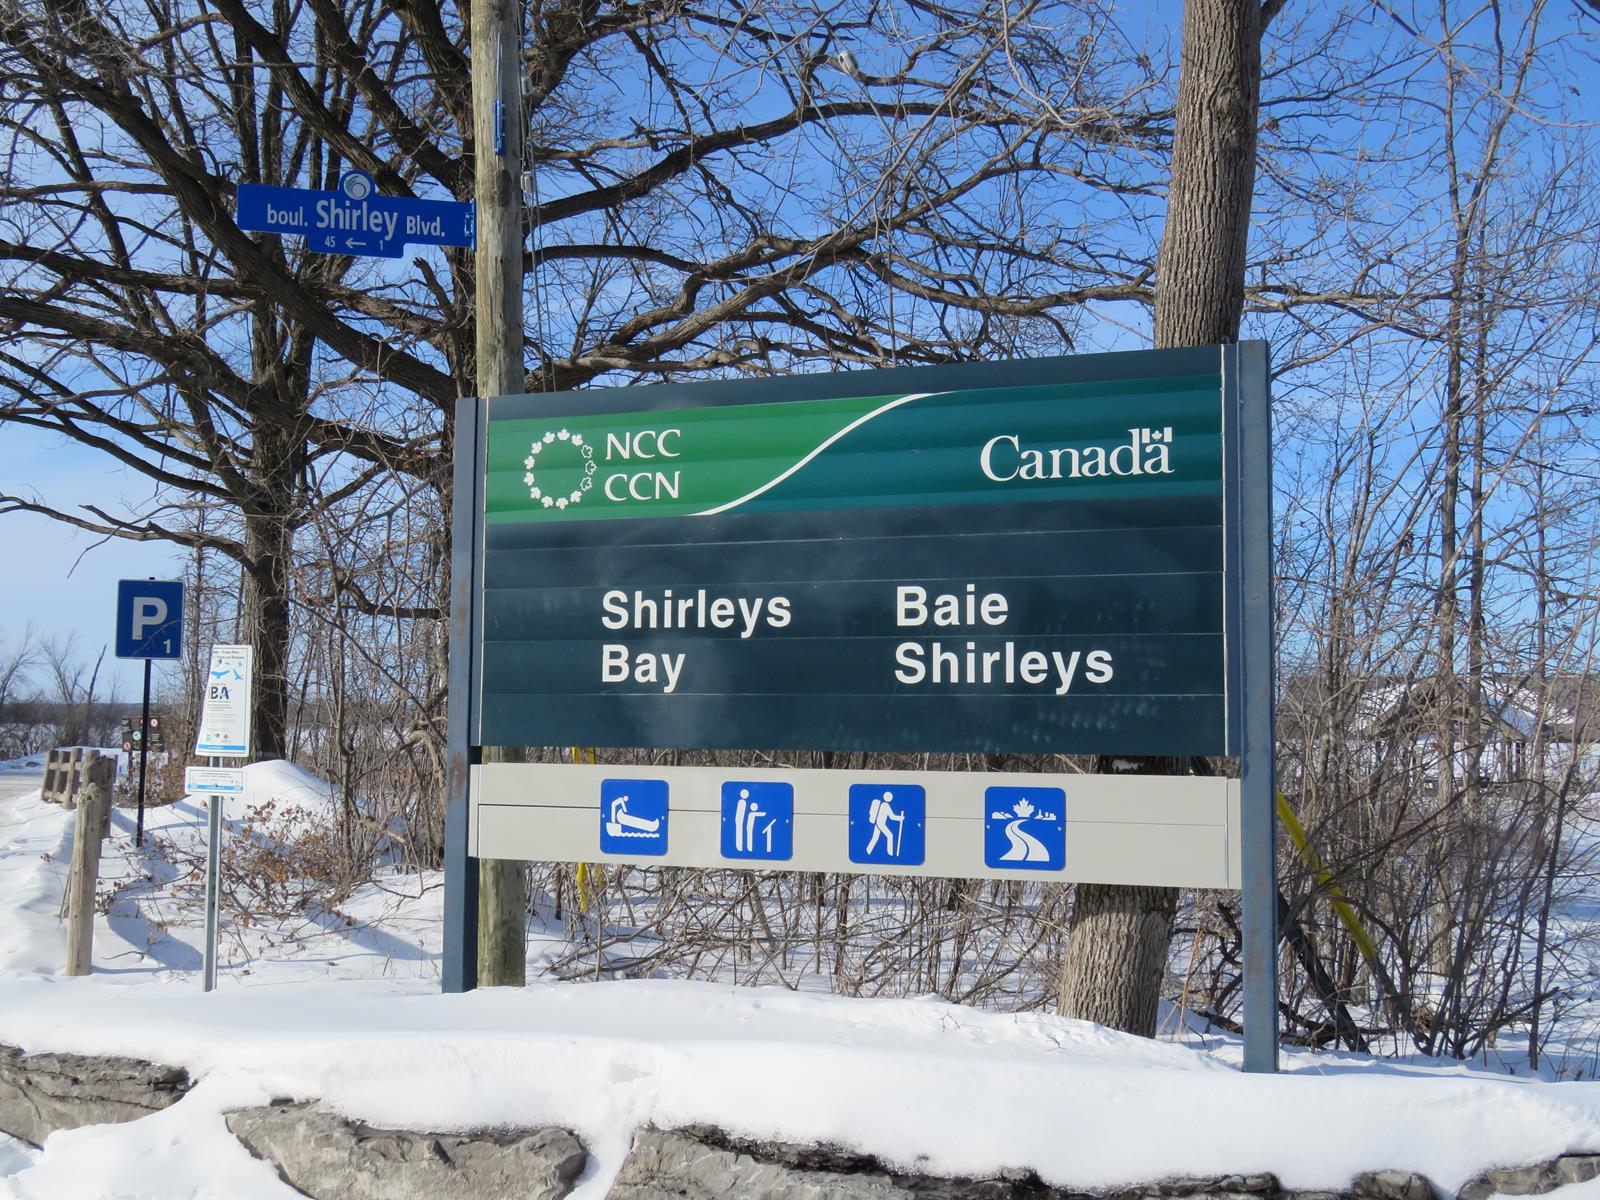 boul. Shirley Blvd.
45 ← 1
NCC
CCN
Canada
Shirleys
Bay
Baie
Shirleys
P
1
BA